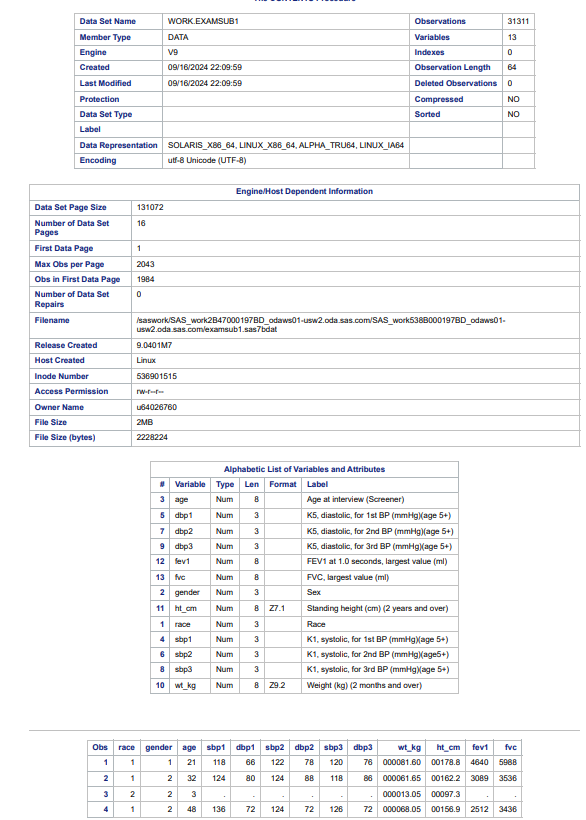 The CONTENTS Procedure
Data Set Name WORK.EXAMSUB1 Observations 31311
Member Type DATA Variables 13
Engine V9 Indexes 0
Created 09/16/2024 22:09:59 Observation Length 64
Last Modified 09/16/2024 22:09:59 Deleted Observations 0
Protection Compressed NO
Data Set Type Sorted NO
Label
Data Representation SOLARIS_X86_64, LINUX_X86_64, ALPHA_TRU64, LINUX_IA64
Encoding utf-8 Unicode (UTF-8)
Engine/Host Dependent Information
Data Set Page Size 131072
Number of Data Set 16
Pages
First Data Page 1
Max Obs per Page 2043
Obs in First Data Page 1984
Number of Data Set 0
Repairs
Filename /saswork/SAS_work2B47000197BD_odaws01-usw2.oda.sas.com/SAS_work538B000197BD_odaws01-
usw2.oda.sas.com/examsub1.sas7bdat
Release Created 9.0401M7
Host Created Linux
Inode Number 536901515
Access Permission rw-r--r--
Owner Name u64026760
File Size 2MB
File Size (bytes) 2228224
Alphabetic List of Variables and Attributes
# Variable Type Len Format Label
3 age Num 8 Age at interview (Screener)
5 dbp1 Num 3 K5, diastolic, for 1st BP (mmHg)(age 5+)
7 dbp2 Num 3 K5, diastolic, for 2nd BP (mmHg)(age 5+)
9 dbp3 Num 3 K5, diastolic, for 3rd BP (mmHg)(age 5+)
12 fev1 Num 8 FEV1 at 1.0 seconds, largest value (ml)
13 fvc Num 8 FVC, largest value (ml)
2 gender Num 3 Sex
11 ht_cm Num 8 Z7.1 Standing height (cm) (2 years and over)
1 race Num 3 Race
4 sbp1 Num 3 K1, systolic, for 1st BP (mmHg)(age 5+)
6 sbp2 Num 3 K1, systolic, for 2nd BP (mmHg)(age5+)
8 sbp3 Num 3 K1, systolic, for 3rd BP (mmHg)(age 5+)
10 wt_kg Num 8 Z9.2 Weight (kg) (2 months and over)
Obs race gender age sbp1 dbp1 sbp2 dbp2 sbp3 dbp3 wt_kg ht_cm fev1 fvc
1 1 1 21 118 66 122 78 120 76 000081.60 00178.8 4640 5988
2 1 2 32 124 80 124 88 118 86 000061.65 00162.2 3089 3536
3 2 2 3 . . . . . . 000013.05 00097.3 . .
4 1 2 48 136 72 124 72 126 72 000068.05 00156.9 2512 3436